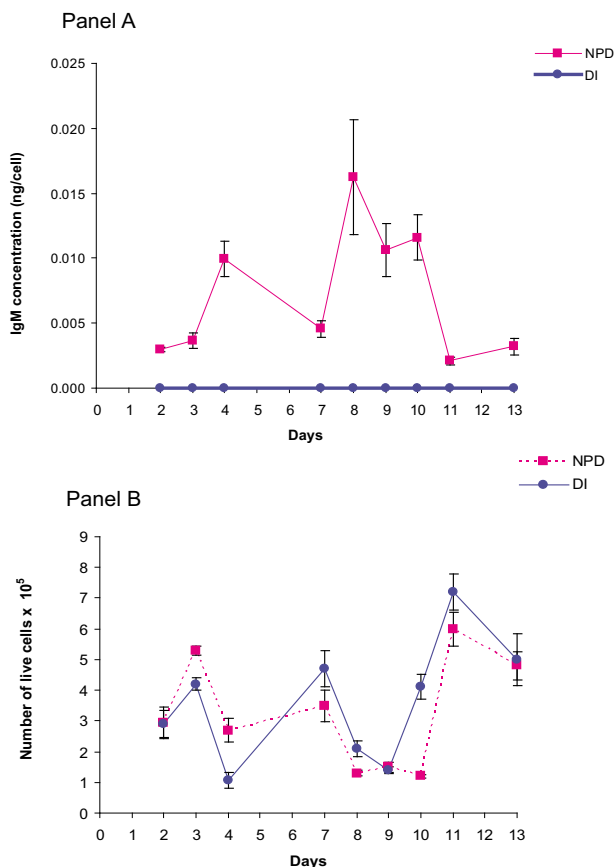 Panel A
NPD
DI
IgM concentration (ng/cell)
0.025
0.020
0.015
0.010
0.005
0.000
0 1 2 3 4 5 6 7 8 9 10 11 12 13
Days
NPD
DI
Panel B
Number of live cells x 10⁵
9
8
7
6
5
4
3
2
1
0
0 1 2 3 4 5 6 7 8 9 10 11 12 13
Days